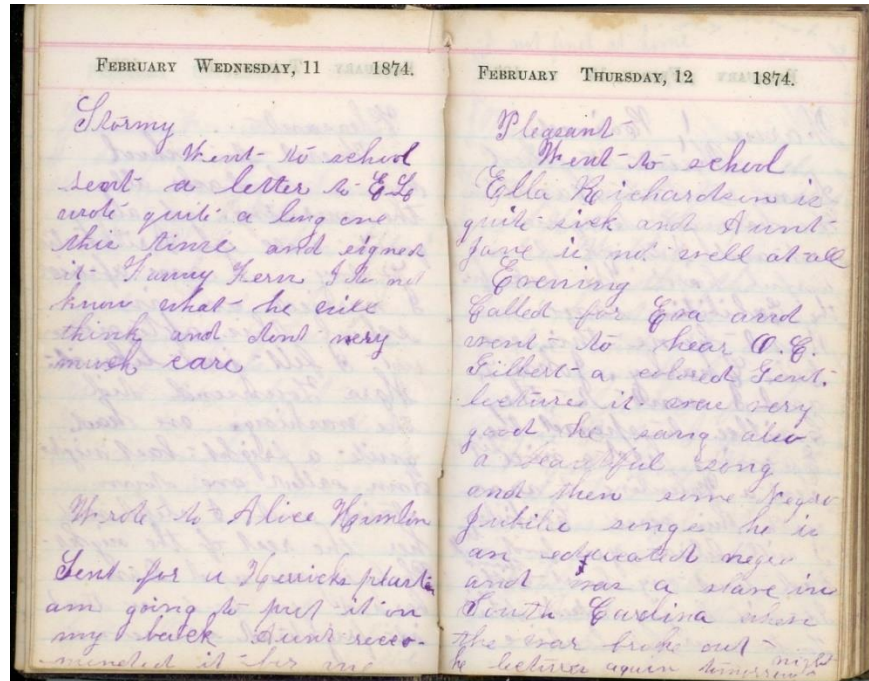 FEBRUARY WEDNESDAY, 11 1874.
Stormy
Went to school
sent a letter to E L
wrote quite a long one
this time and signed
it Fanny Fern I do not
know what he will
think and dont very
much care
Wrote to Alice Hamlin
Sent for a Herricks plaster
am going to put it on
my back Aunt recco-
mended it for me
FEBRUARY THURSDAY, 12 1874.
Pleasant
Went to school
Ella Richardson is
quite sick and Aunt
Jane is not well at all
Evening
Called for Eva and
went to hear O. C.
Gilbert a colored Gent.
lecture it was very
good he sang also
a beautiful song
and then some Negro
Jubilie songs he is
an educated negro
and was a slave in
South Carolina when
the war broke out
he lectures again tomorrow night